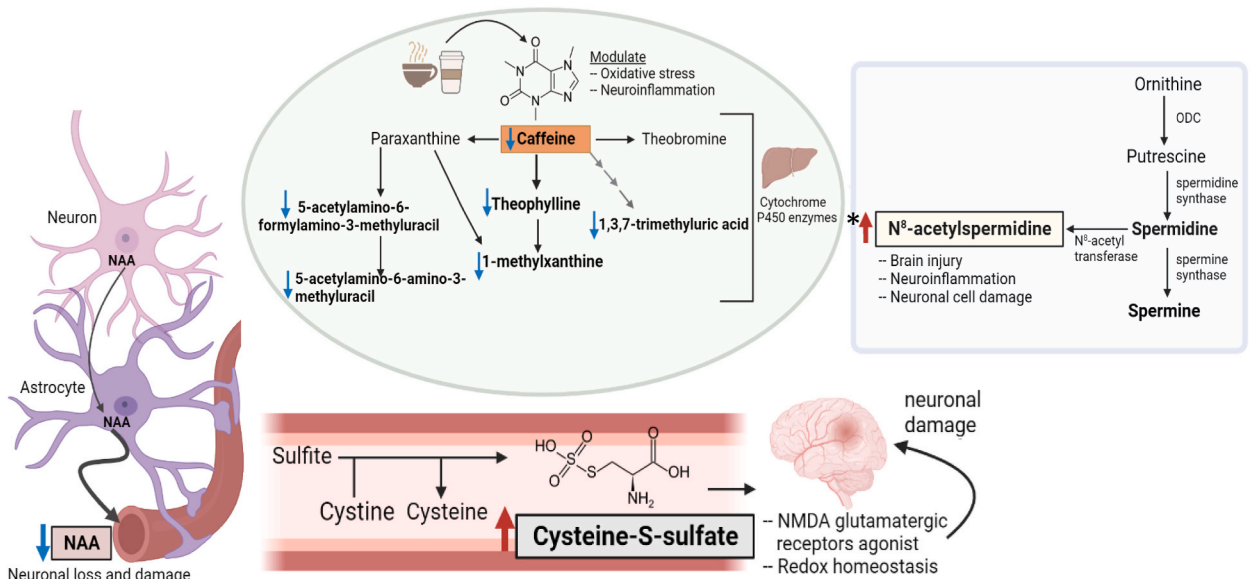 Modulate
-- Oxidative stress
-- Neuroinflammation
O
O
N
N
N
N
Paraxanthine
Caffeine
Theobromine
5-acetylamino-6-
formylamino-3-methyluracil
Theophylline
1,3,7-trimethyluric acid
Cytochrome
P450 enzymes
5-acetylamino-6-amino-3-
methyluracil
1-methylxanthine
Ornithine
ODC
Putrescine
spermidine
synthase
*
N⁸-acetylspermidine
N⁸-acetyl
transferase
Spermidine
-- Brain injury
-- Neuroinflammation
-- Neuronal cell damage
spermine
synthase
Spermine
Neuron
NAA
Astrocyte
NAA
NAA
Neuronal loss and damage
Sulfite
Cystine
Cysteine
HO
O
S
O
S
O
OH
NH₂
Cysteine-S-sulfate
neuronal
damage
-- NMDA glutamatergic
receptors agonist
-- Redox homeostasis